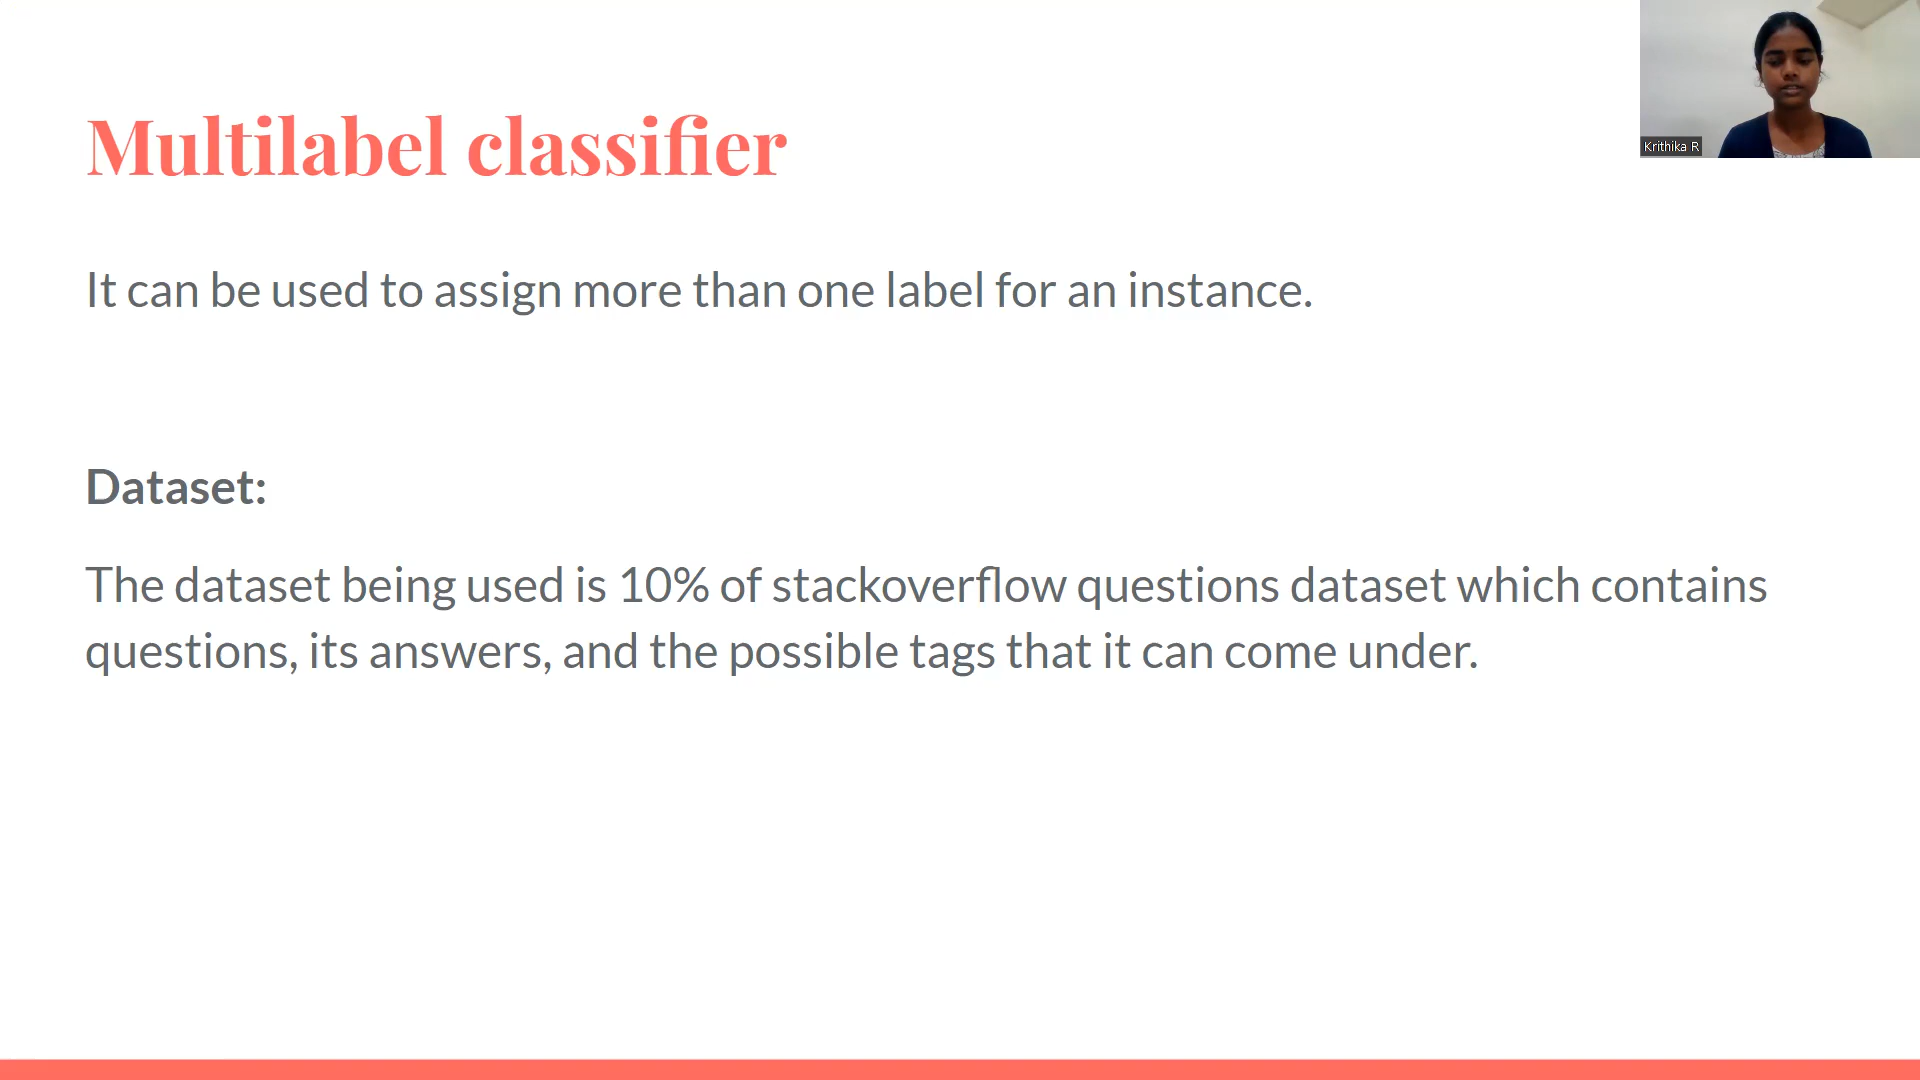 Multilabel classifier
Krithika R
It can be used to assign more than one label for an instance.
Dataset:
The dataset being used is 10% of stackoverflow questions dataset which contains
questions, its answers, and the possible tags that it can come under.